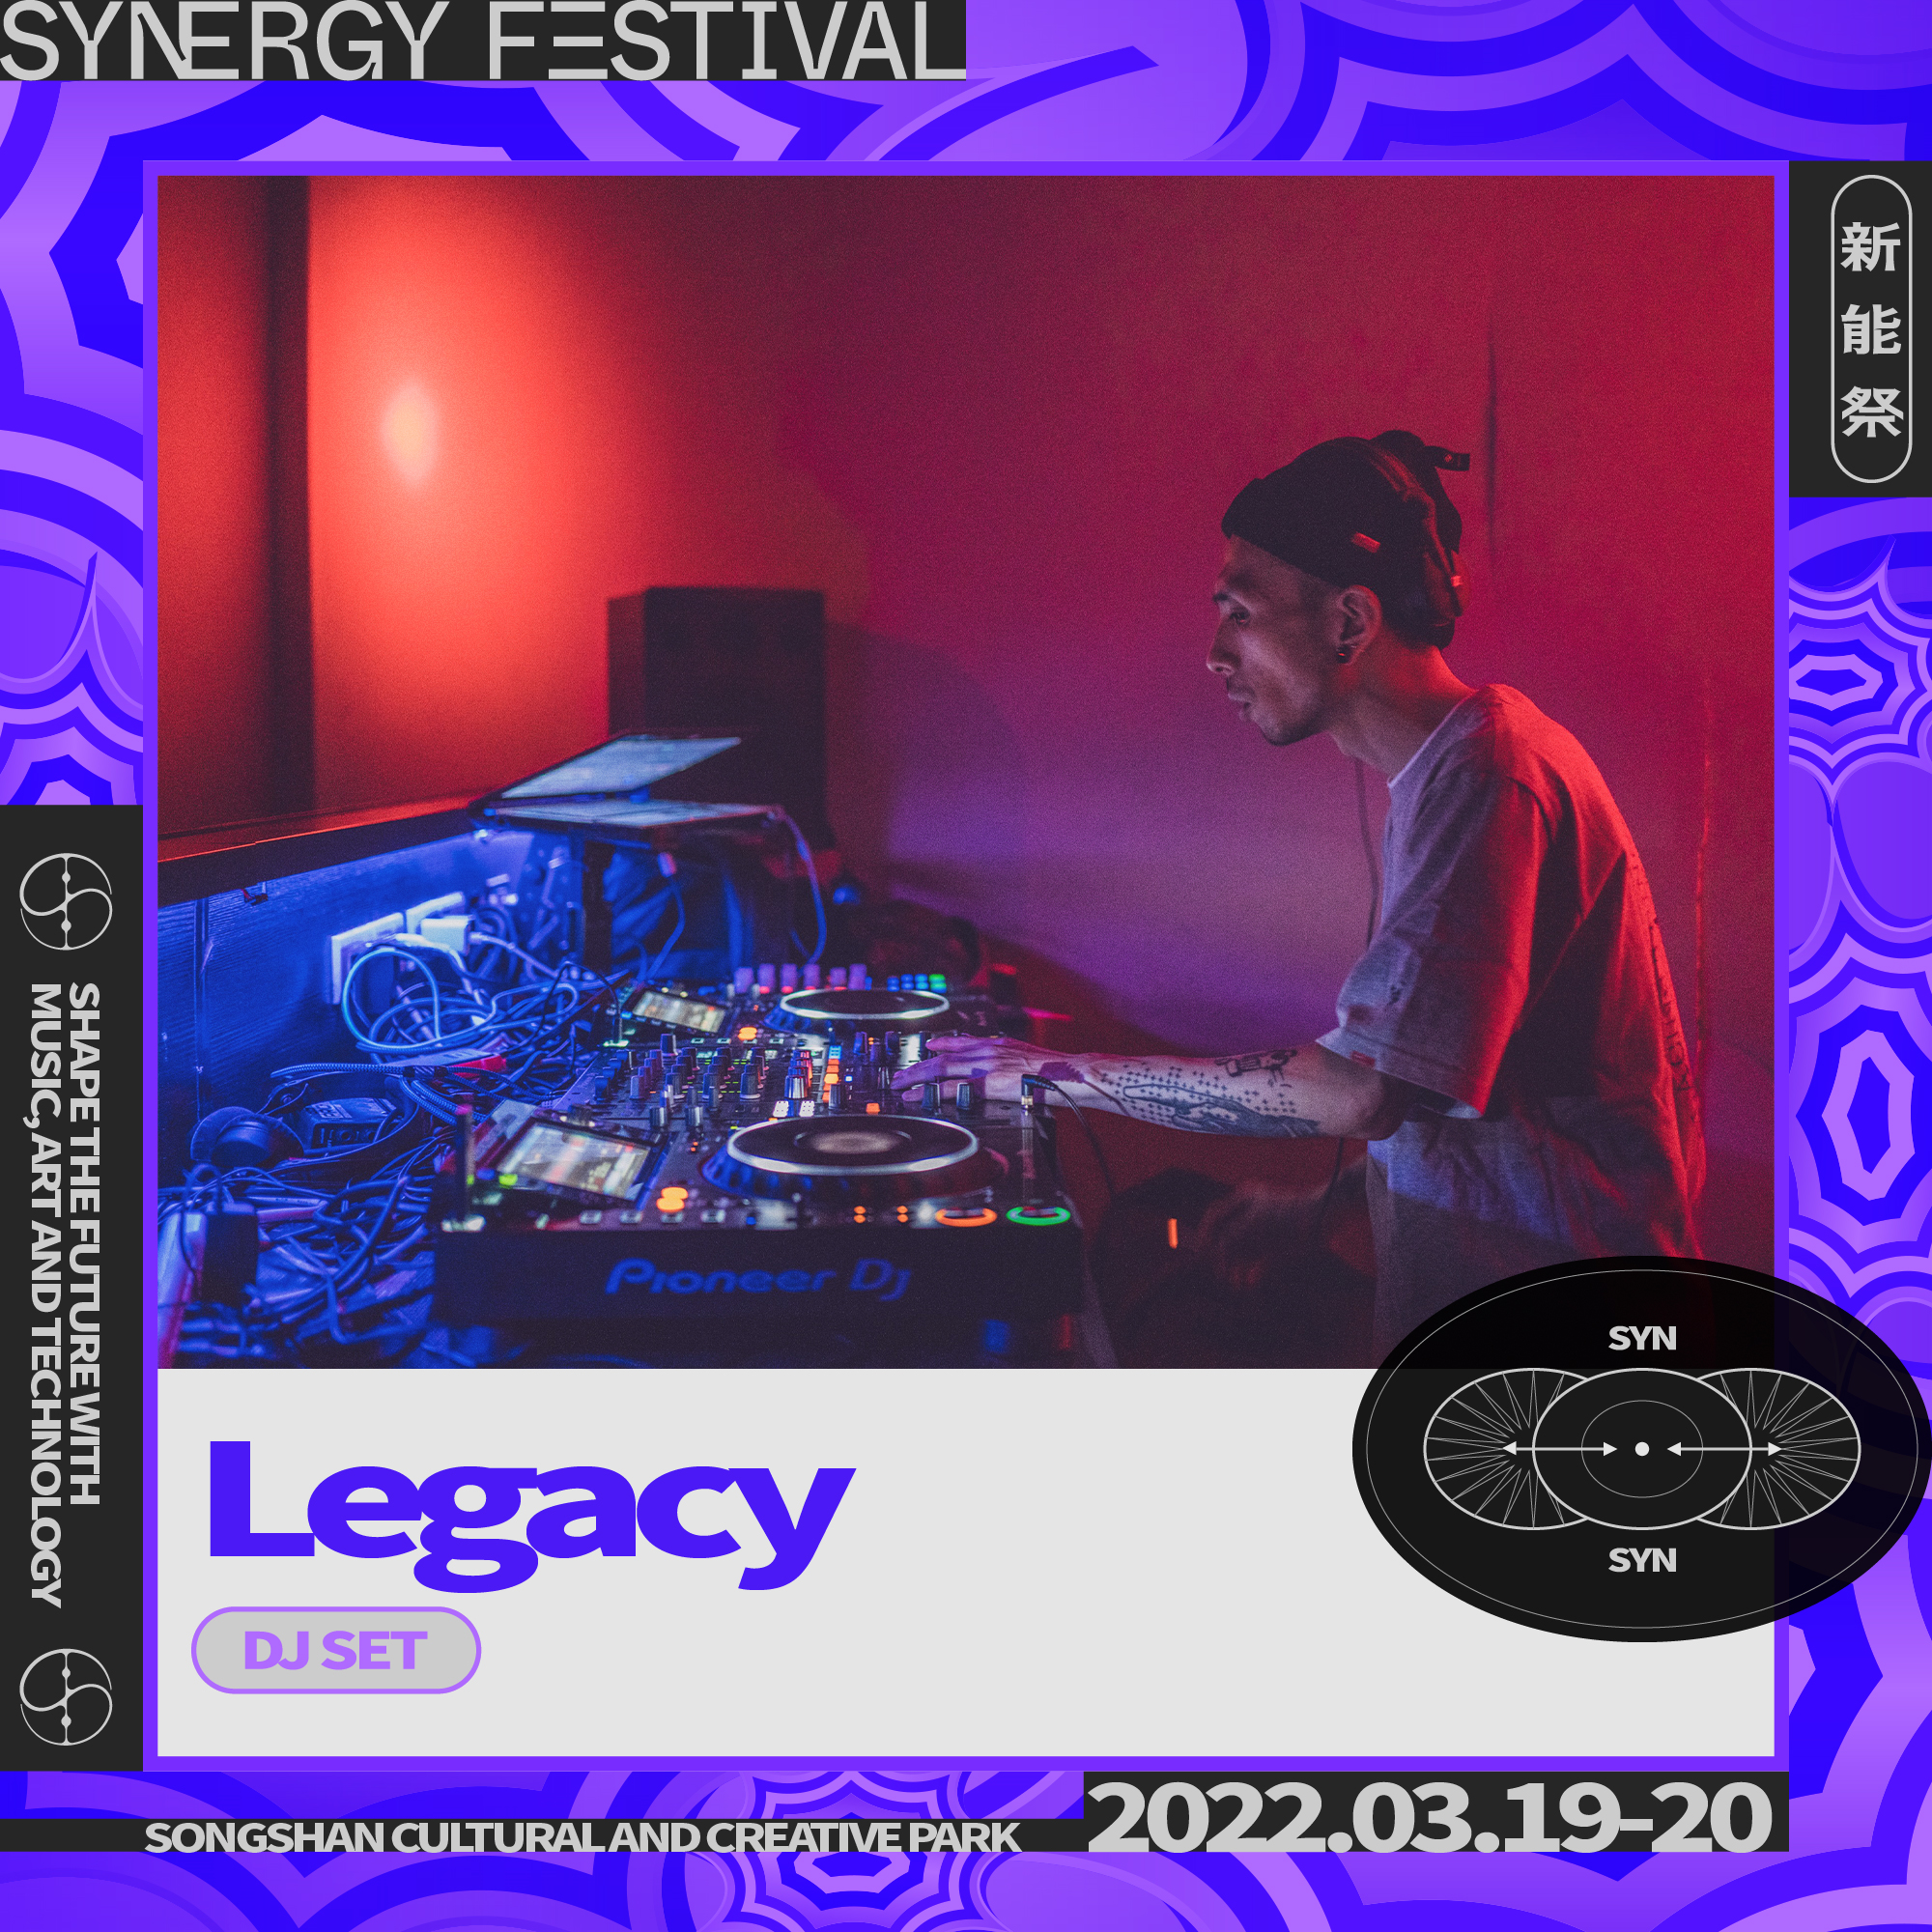 SYNERGY FESTIVAL
新能祭
SHAPE THE FUTURE WITH
MUSIC, ART AND TECHNOLOGY
Pioneer Dj
SYN
SYN
Legacy
DJ SET
SONGSHAN CULTURAL AND CREATIVE PARK
2022.03.19-20